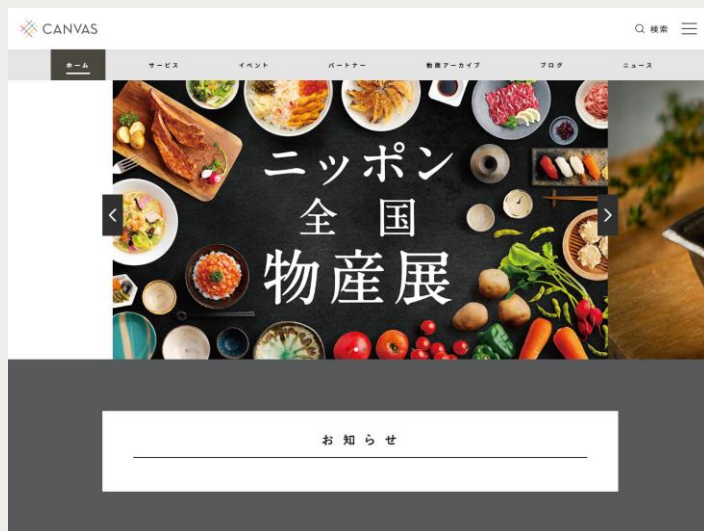 CANVAS
検索
ホーム
サービス
イベント
パートナー
動画アーカイブ
ブログ
ニュース
ニッポン
全国
物産展
お知らせ